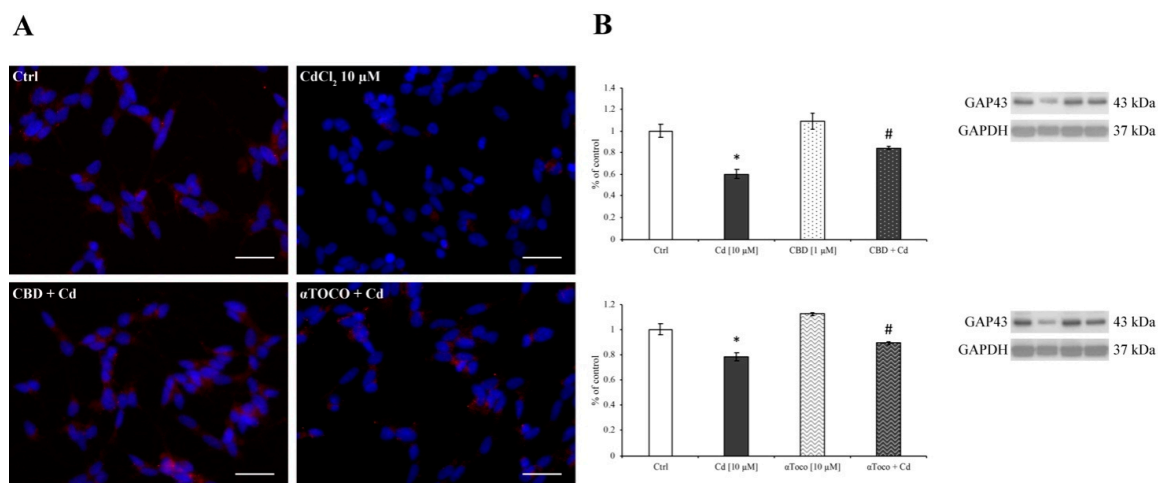 A
B
Ctrl
CdCl₂ 10 µM
CBD + Cd
αTOCO + Cd
% of control
1.4
1.2
1
0.8
0.6
0.4
0.2
0
*
#
Ctrl
Cd [10 µM]
CBD [1 µM]
CBD + Cd
GAP43
43 kDa
GAPDH
37 kDa
% of control
1.2
1
0.8
0.6
0.4
0.2
0
*
#
Ctrl
Cd [10 µM]
αToco [10 µM]
αToco + Cd
GAP43
43 kDa
GAPDH
37 kDa